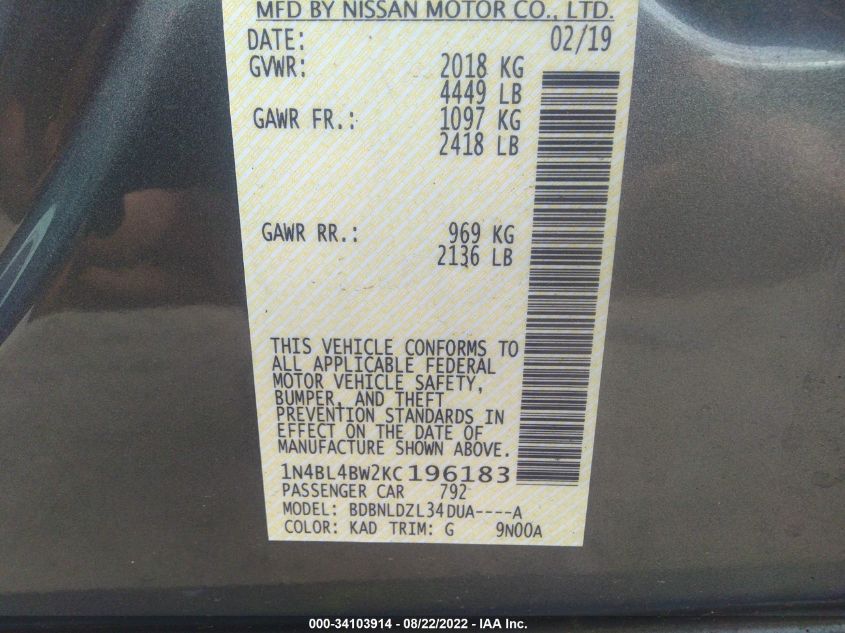 MFD BY NISSAN MOTOR CO., LTD.
DATE: 02/19
GVWR: 2018 KG
4449 LB
GAWR FR.: 1097 KG
2418 LB
GAWR RR.: 969 KG
2136 LB
THIS VEHICLE CONFORMS TO
ALL APPLICABLE FEDERAL
MOTOR VEHICLE SAFETY,
BUMPER, AND THEFT
PREVENTION STANDARDS IN
EFFECT ON THE DATE OF
MANUFACTURE SHOWN ABOVE.
1N4BL4BW2KC196183
PASSENGER CAR 792
MODEL: BDBNLDZL34DUA----A
COLOR: KAD TRIM: G 9N00A
000-34103914 - 08/22/2022 - IAA Inc.